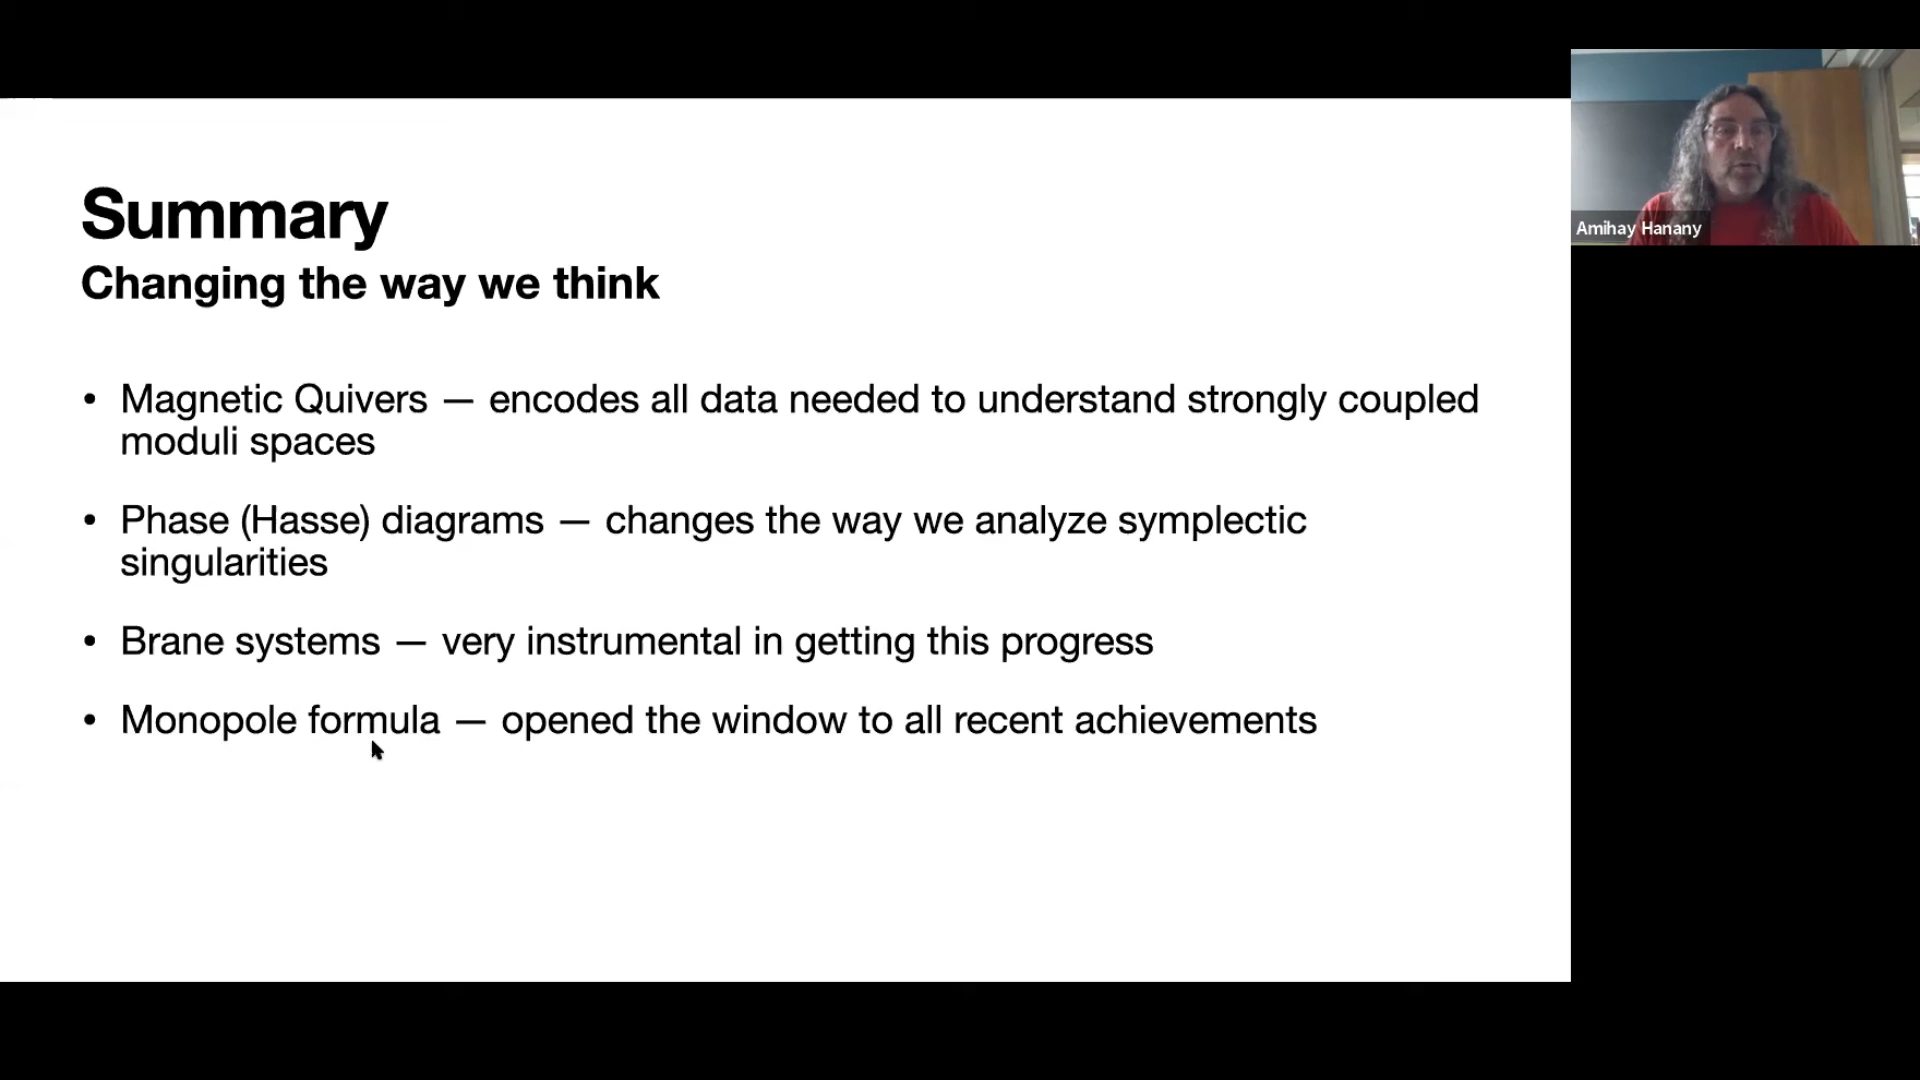 Summary
Changing the way we think
• Magnetic Quivers — encodes all data needed to understand strongly coupled
moduli spaces
• Phase (Hasse) diagrams — changes the way we analyze symplectic
singularities
• Brane systems — very instrumental in getting this progress
• Monopole formula — opened the window to all recent achievements
Amihay Hanany